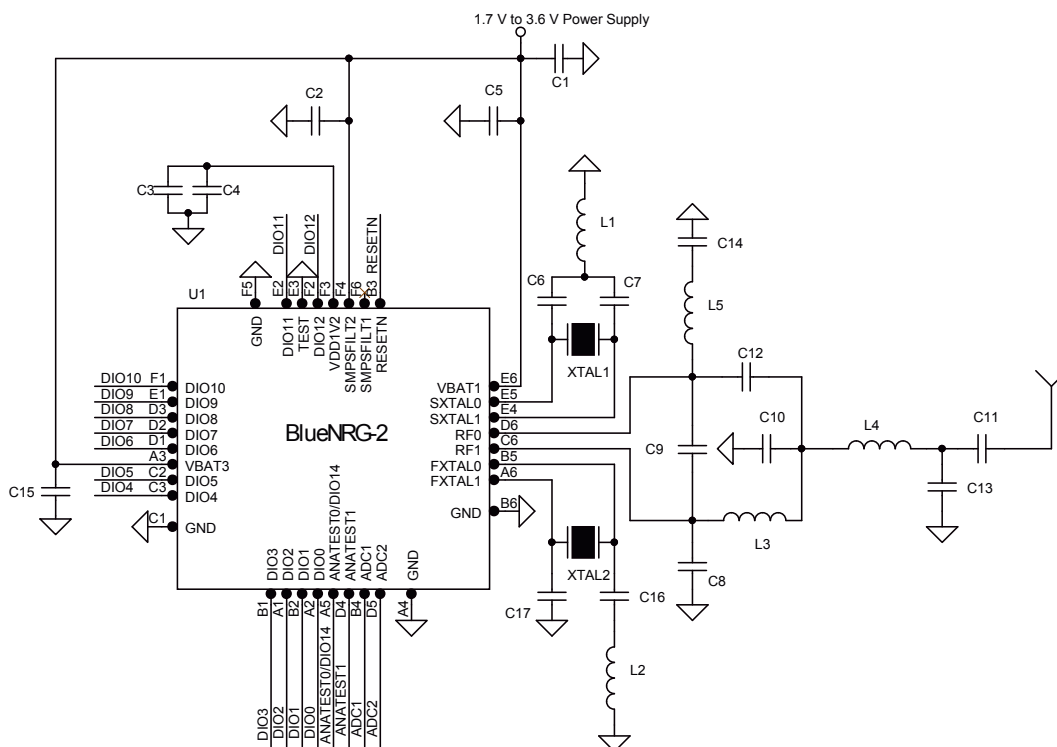 1.7 V to 3.6 V Power Supply
C1
C2
C5
C3
C4
L1
C14
DIO11
DIO12
RESETN
C6
C7
L5
U1
F5
E2
E3
F2
F3
F4
F6
B3
GND
DIO11
TEST
DIO12
VDD1V2
SMPSFILT2
SMPSFILT1
RESETN
XTAL1
C12
DIO10 F1 DIO10
DIO9 E1 DIO9
DIO8 D3 DIO8
DIO7 D2 DIO7
DIO6 D1 DIO6
A3 VBAT3
DIO5 C2 DIO5
DIO4 C3 DIO4
C1 GND
C15
BlueNRG-2
VBAT1 E6
SXTAL0 E5
SXTAL1 E4
RF0 D6
RF1 C6
FXTAL0 B5
FXTAL1 A6
GND B6
C9
C10
L4
C11
C13
L3
XTAL2
C8
C17
C16
L2
DIO3
DIO2
DIO1
DIO0
ANATEST0/DIO14
ANATEST1
ADC1
ADC2
GND
B1
A1
B2
A2
A5
D4
B4
D5
A4
DIO3
DIO2
DIO1
DIO0
ANATEST0/DIO14
ANATEST1
ADC1
ADC2